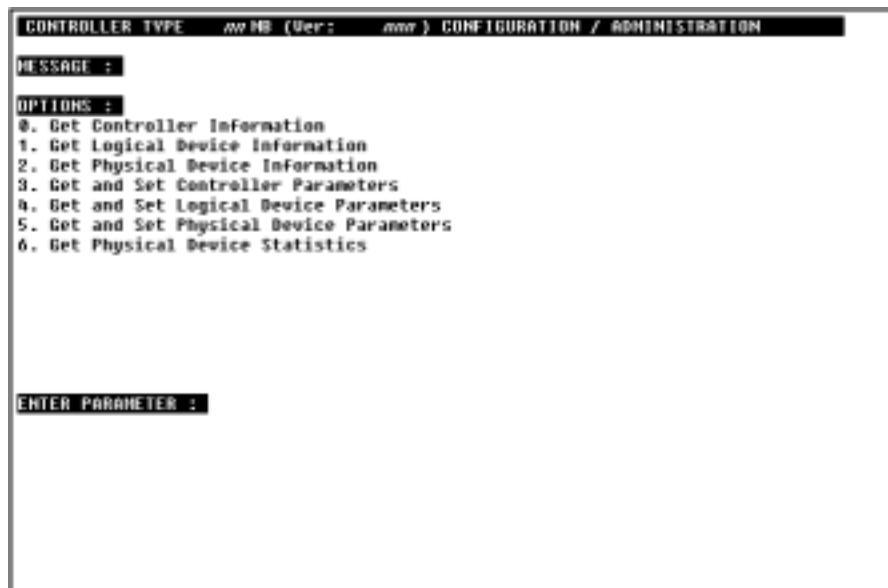 CONTROLLER TYPE nn MB (Ver: nnn ) CONFIGURATION / ADMINISTRATION
MESSAGE :
OPTIONS :
0. Get Controller Information
1. Get Logical Device Information
2. Get Physical Device Information
3. Get and Set Controller Parameters
4. Get and Set Logical Device Parameters
5. Get and Set Physical Device Parameters
6. Get Physical Device Statistics
ENTER PARAMETER :